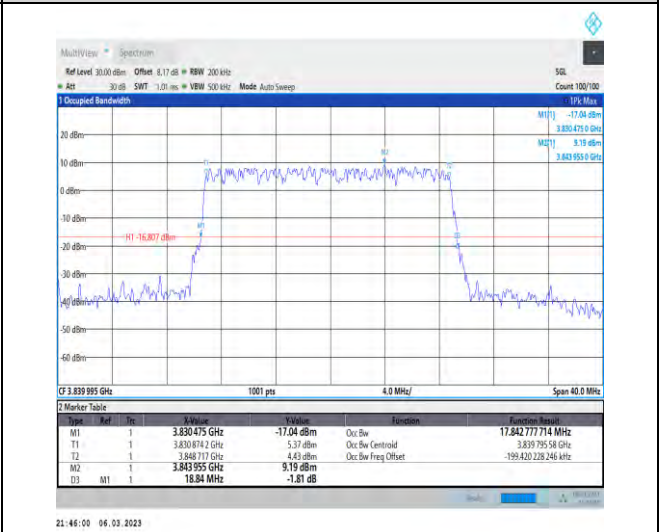 MultiView Spectrum
Ref Level 30.00 dBm Offset 8.17 dB RBW 200 kHz SGL
Att 30 dB SWT 1.01 ms VBW 500 kHz Mode Auto Sweep Count 100/100
1 Occupied Bandwidth 1Pk Max
M1[1] -17.04 dBm
3.830 475 0 GHz
M2[1] 9.19 dBm
3.843 955 0 GHz
20 dBm
M2
10 dBm
T1
T2
0 dBm
-10 dBm
M1
H1 -16.807 dBm
D3
-20 dBm
-30 dBm
-40 dBm
-50 dBm
-60 dBm
CF 3.839 995 GHz 1001 pts 4.0 MHz/ Span 40.0 MHz
2 Marker Table
Type Ref Trc X-Value Y-Value Function Function Result
M1 1 3.830 475 GHz -17.04 dBm Occ Bw 17.842 777 714 MHz
T1 1 3.830 874 2 GHz 5.37 dBm Occ Bw Centroid 3.839 795 58 GHz
T2 1 3.848 717 GHz 4.43 dBm Occ Bw Freq Offset -199.420 228 246 kHz
M2 1 3.843 955 GHz 9.19 dBm
D3 M1 1 18.84 MHz -1.81 dB
21:46:00 06.03.2023